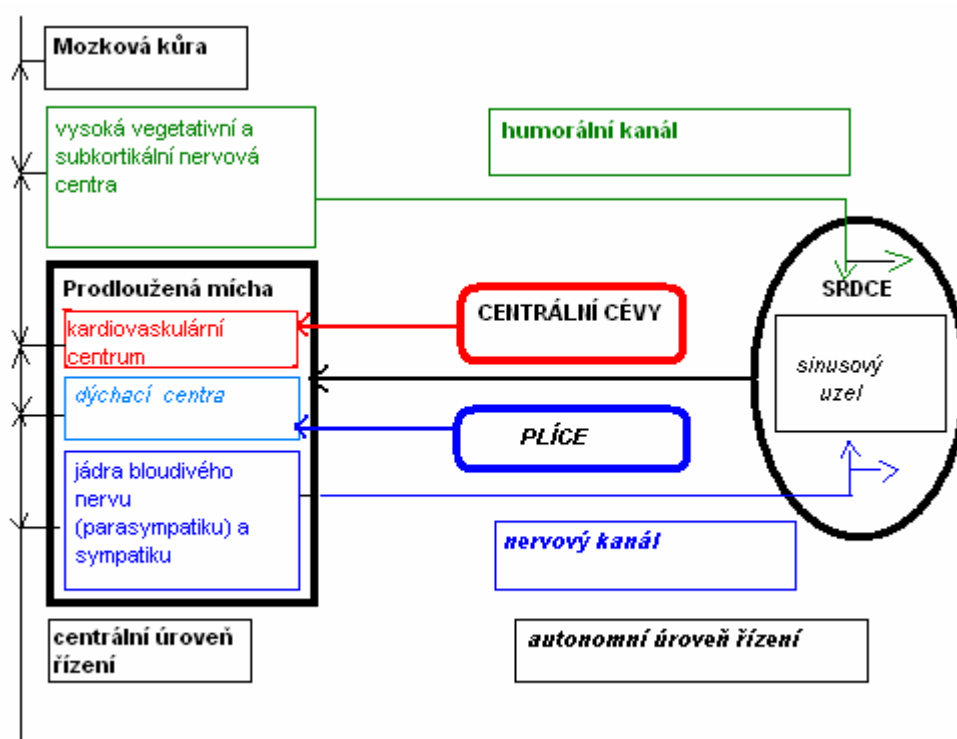 Mozková kůra
vysoká vegetativní a
subkortikální nervová
centra
humorální kanál
Prodloužená mícha
kardiovaskulární
centrum
dýchací centra
jádra bloudivého
nervu
(parasympatiku) a
sympatiku
CENTRÁLNÍ CÉVY
PLÍCE
SRDCE
sinusový
uzel
nervový kanál
centrální úroveň
řízení
autonomní úroveň řízení